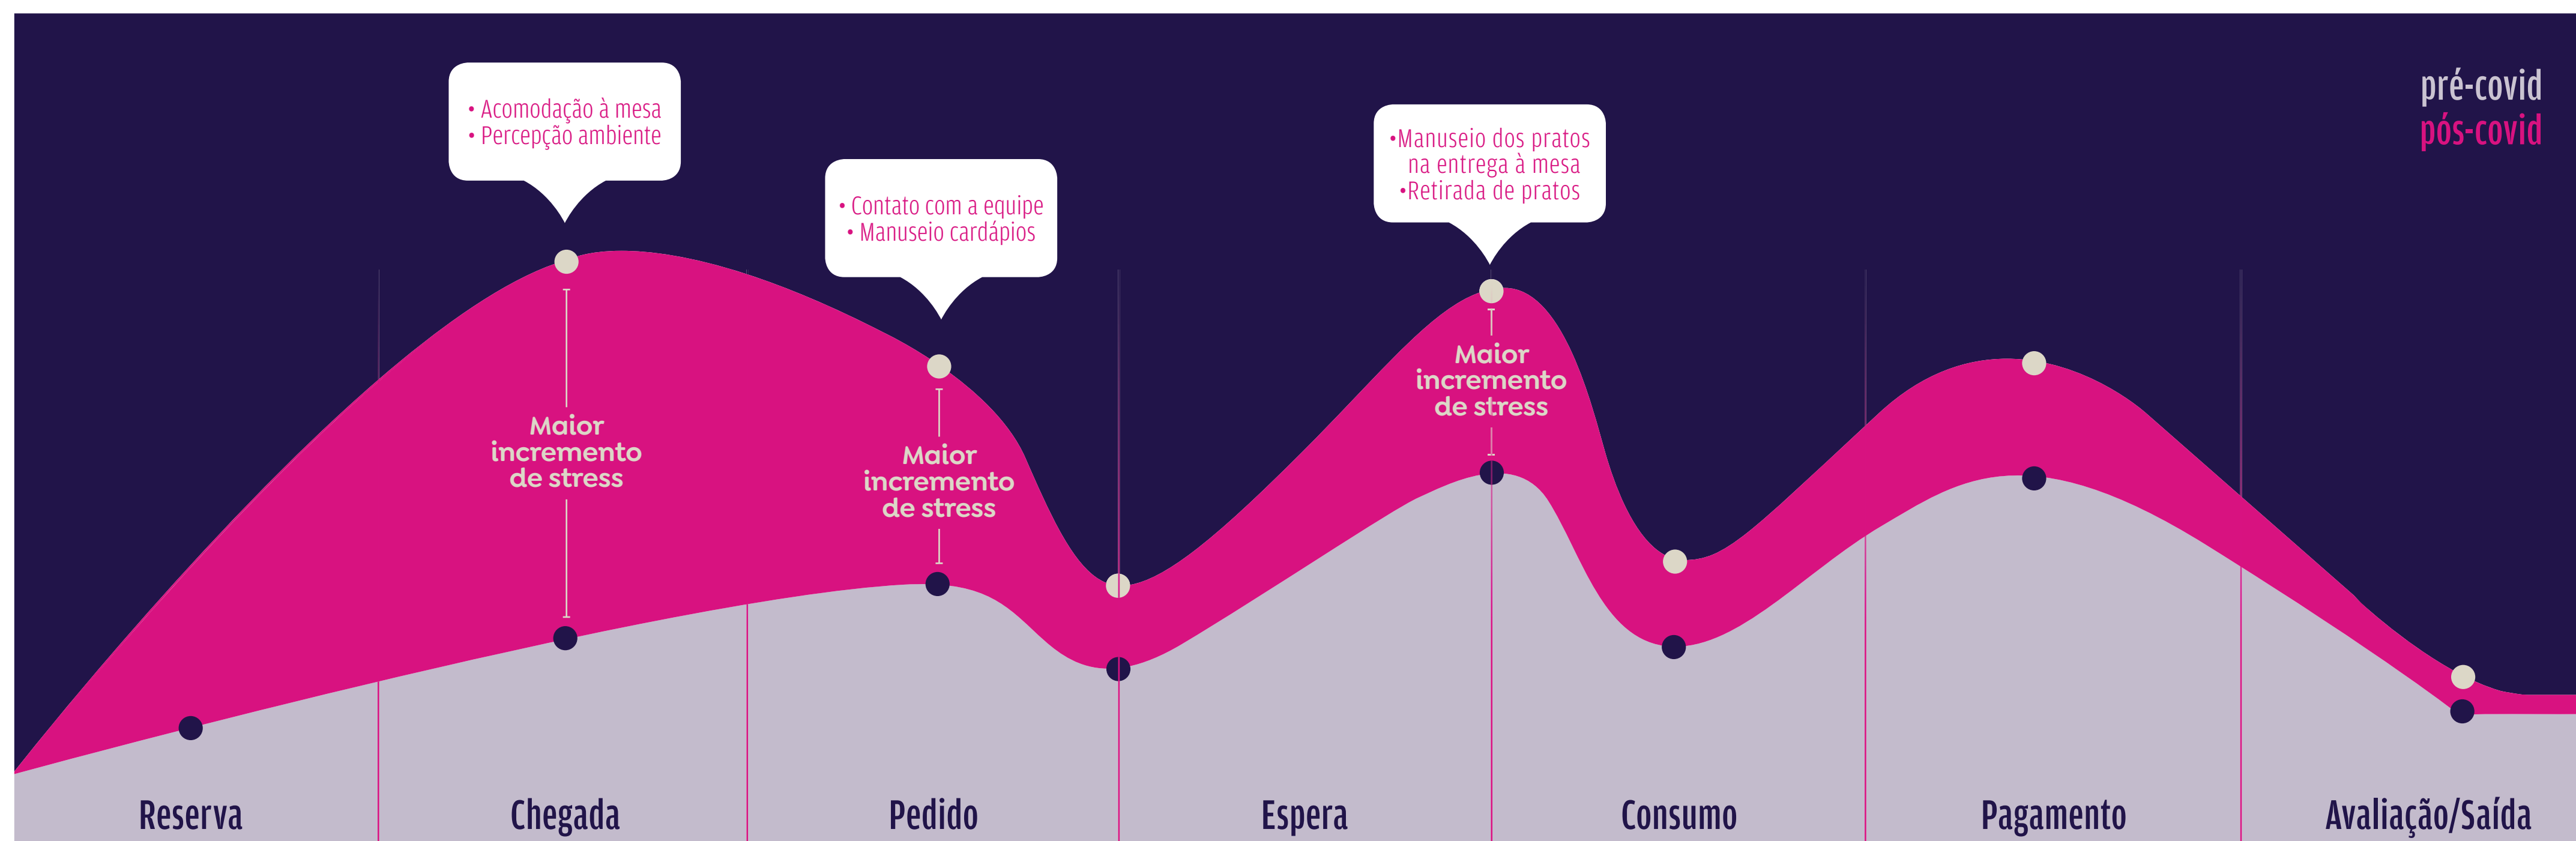 pré-covid
pós-covid
• Acomodação à mesa
• Percepção ambiente
• Contato com a equipe
• Manuseio cardápios
•Manuseio dos pratos
na entrega à mesa
•Retirada de pratos
Maior
incremento
de stress
Maior
incremento
de stress
Maior
incremento
de stress
Reserva
Chegada
Pedido
Espera
Consumo
Pagamento
Avaliação/Saída